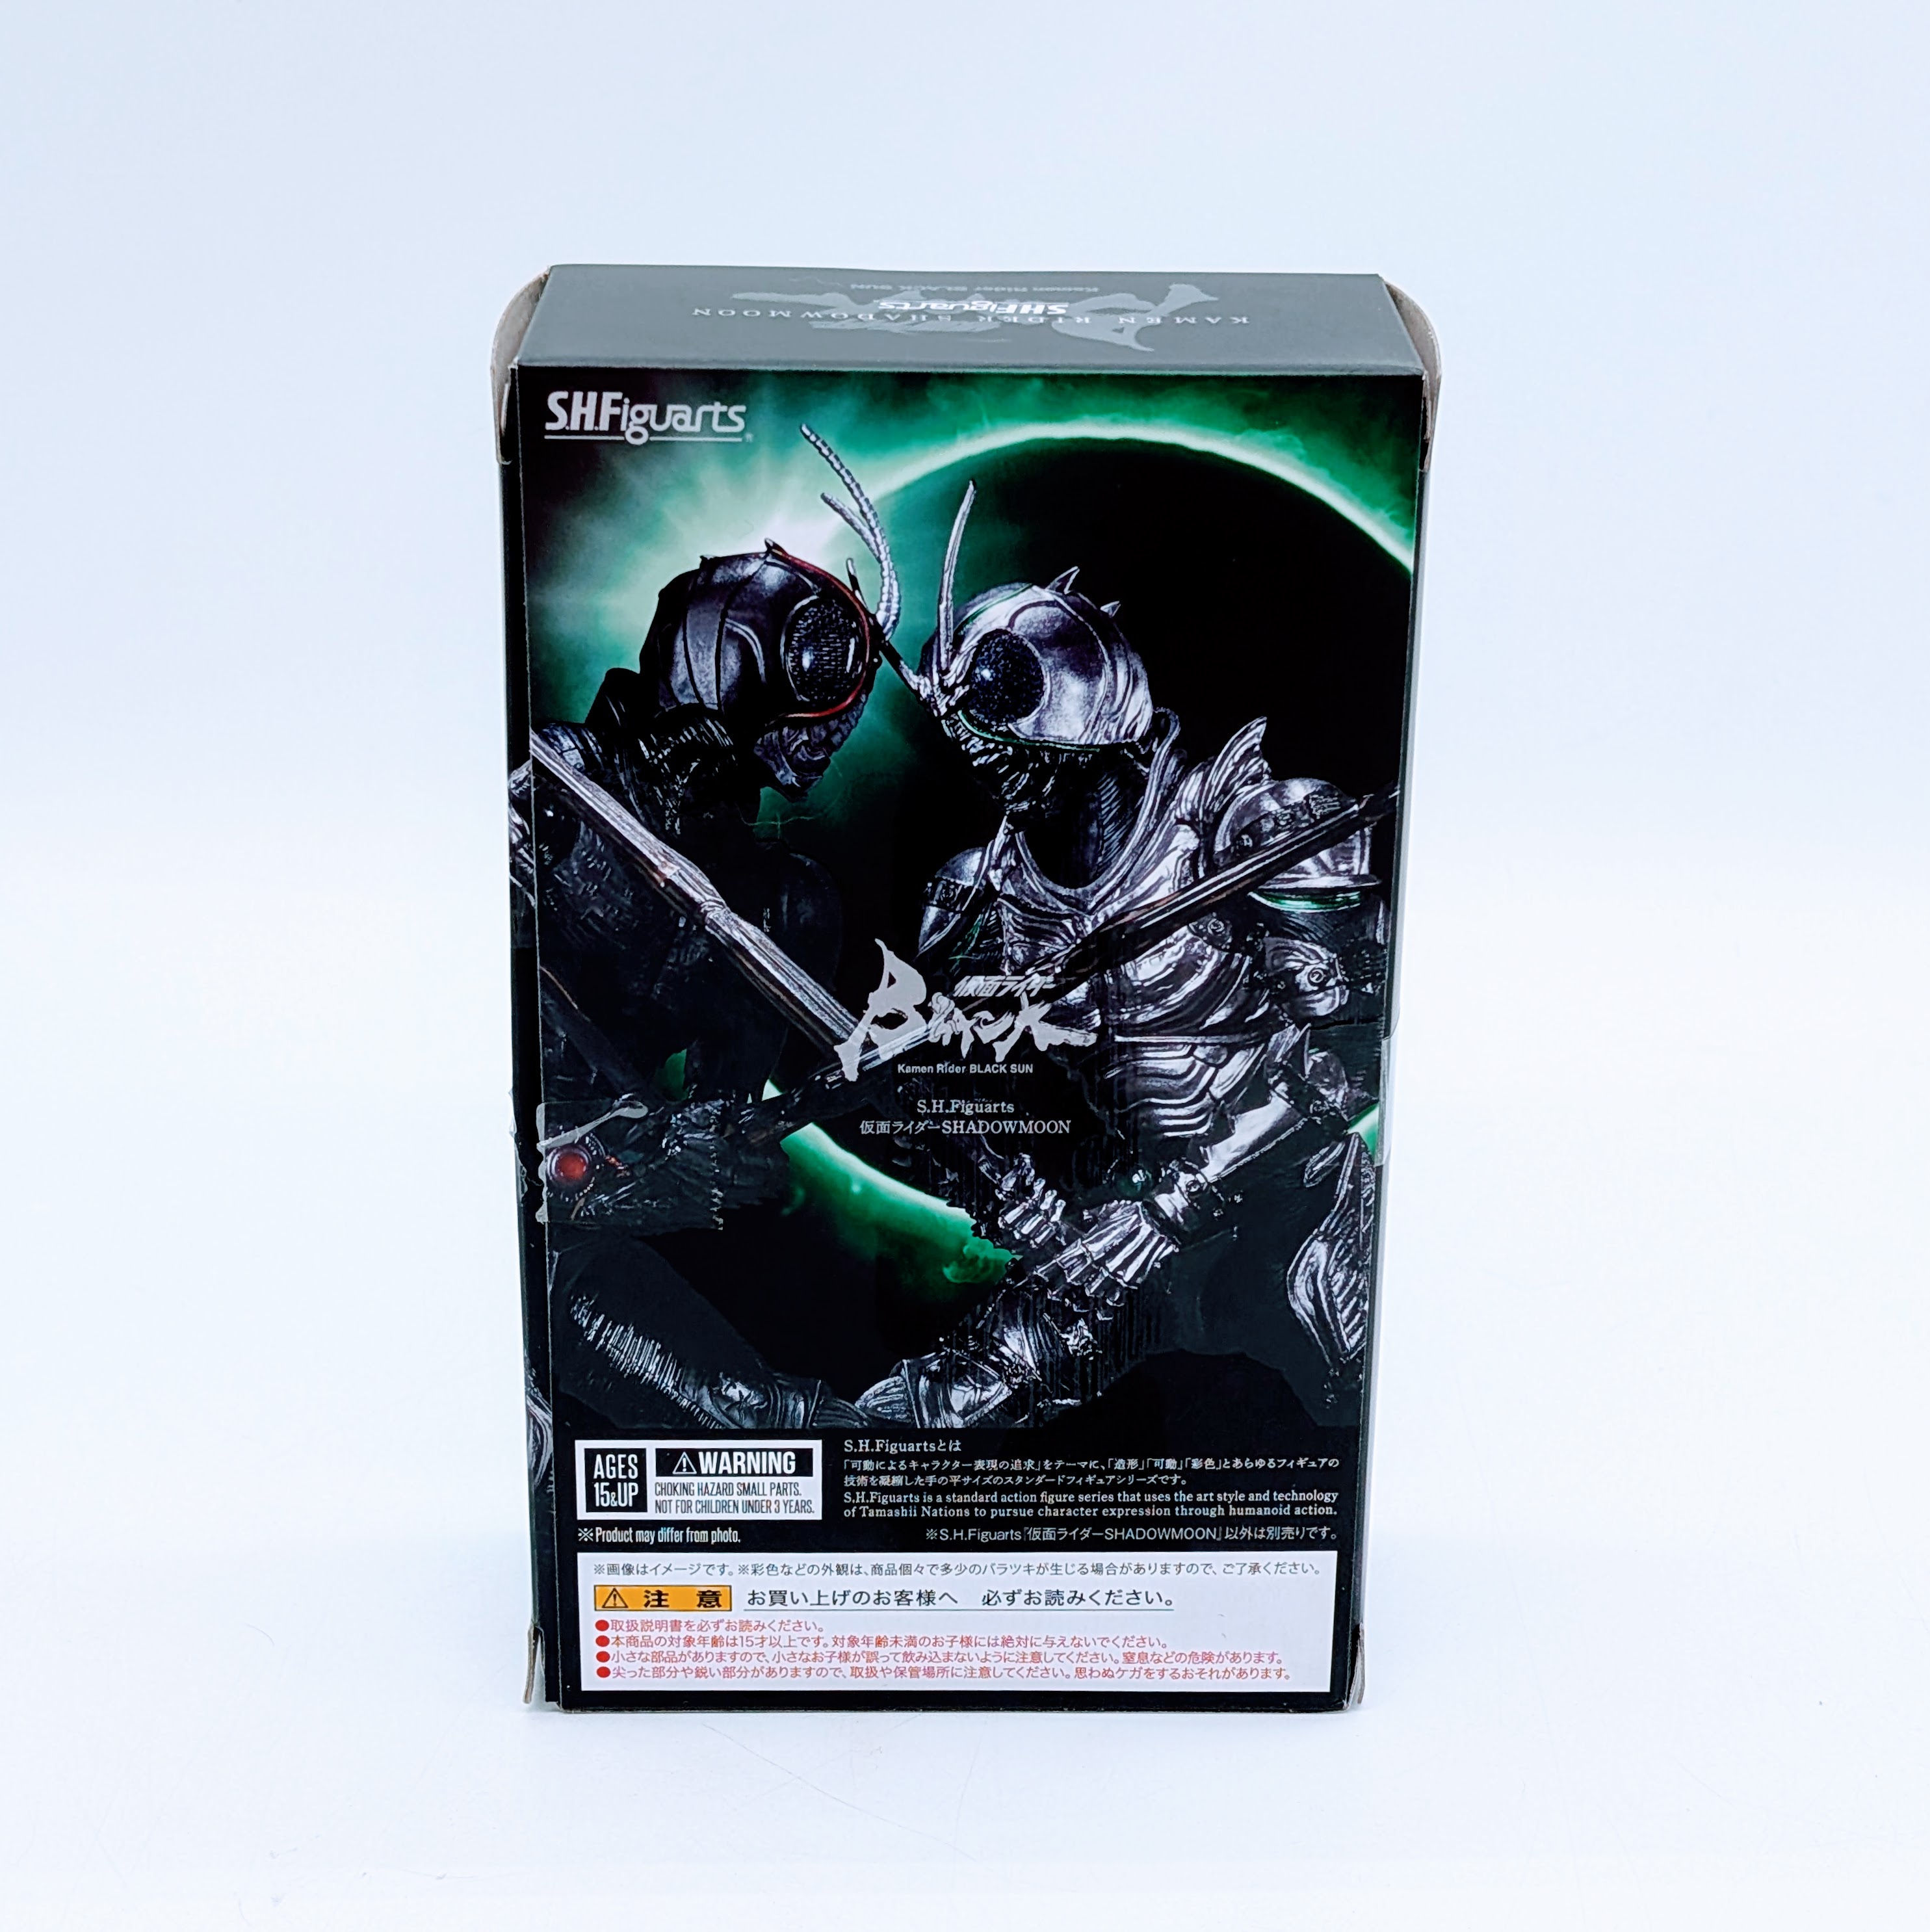 Kamen Rider BLACK SUN
S.H.Figuarts
KAMEN RIDER SHADOWMOON
S.H.Figuarts
仮面ライダー
BLACK
Kamen Rider BLACK SUN
S.H.Figuarts
仮面ライダーSHADOWMOON
AGES
15&UP
WARNING
CHOKING HAZARD SMALL PARTS.
NOT FOR CHILDREN UNDER 3 YEARS.
※Product may differ from photo.
S.H.Figuartsとは
「可動によるキャラクター表現の追求」をテーマに、「造形」「可動」「彩色」とあらゆるフィギュアの
技術を凝縮した手の平サイズのスタンダードフィギュアシリーズです。
S.H.Figuarts is a standard action figure series that uses the art style and technology
of Tamashii Nations to pursue character expression through humanoid action.
※S.H.Figuarts「仮面ライダーSHADOWMOON」以外は別売りです。
※画像はイメージです。※彩色などの外観は、商品個々で多少のバラツキが生じる場合がありますので、ご了承ください。
注 意 お買い上げのお客様へ 必ずお読みください。
●取扱説明書を必ずお読みください。
●本商品の対象年齢は15才以上です。対象年齢未満のお子様には絶対に与えないでください。
●小さな部品がありますので、小さなお子様が誤って飲み込まないように注意してください。窒息などの危険があります。
●尖った部分や鋭い部分がありますので、取扱や保管場所に注意してください。思わぬケガをするおそれがあります。